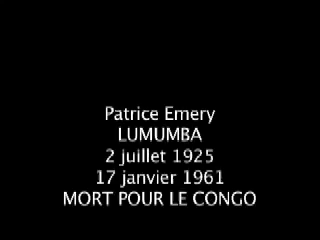 Patrice Emery
LUMUMBA
2 juillet 1925
17 janvier 1961
MORT POUR LE CONGO